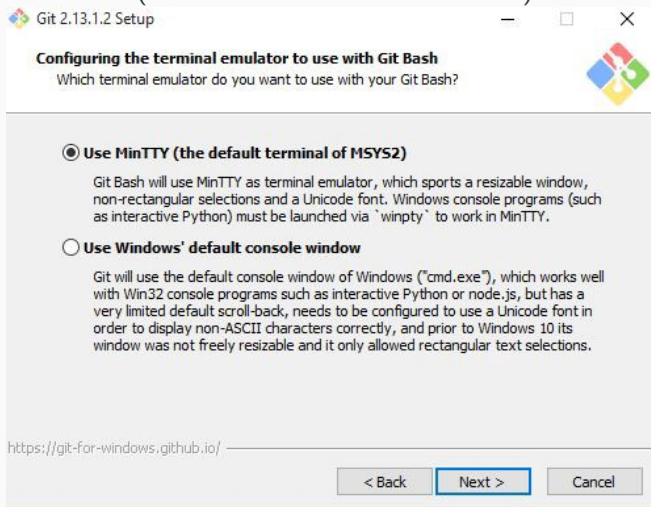 Git 2.13.1.2 Setup
Configuring the terminal emulator to use with Git Bash
Which terminal emulator do you want to use with your Git Bash?
Use MinTTY (the default terminal of MSYS2)
Git Bash will use MinTTY as terminal emulator, which sports a resizable window,
non-rectangular selections and a Unicode font. Windows console programs (such
as interactive Python) must be launched via `winpty` to work in MinTTY.
Use Windows' default console window
Git will use the default console window of Windows ("cmd.exe"), which works well
with Win32 console programs such as interactive Python or node.js, but has a
very limited default scroll-back, needs to be configured to use a Unicode font in
order to display non-ASCII characters correctly, and prior to Windows 10 its
window was not freely resizable and it only allowed rectangular text selections.
https://git-for-windows.github.io/
< Back Next > Cancel